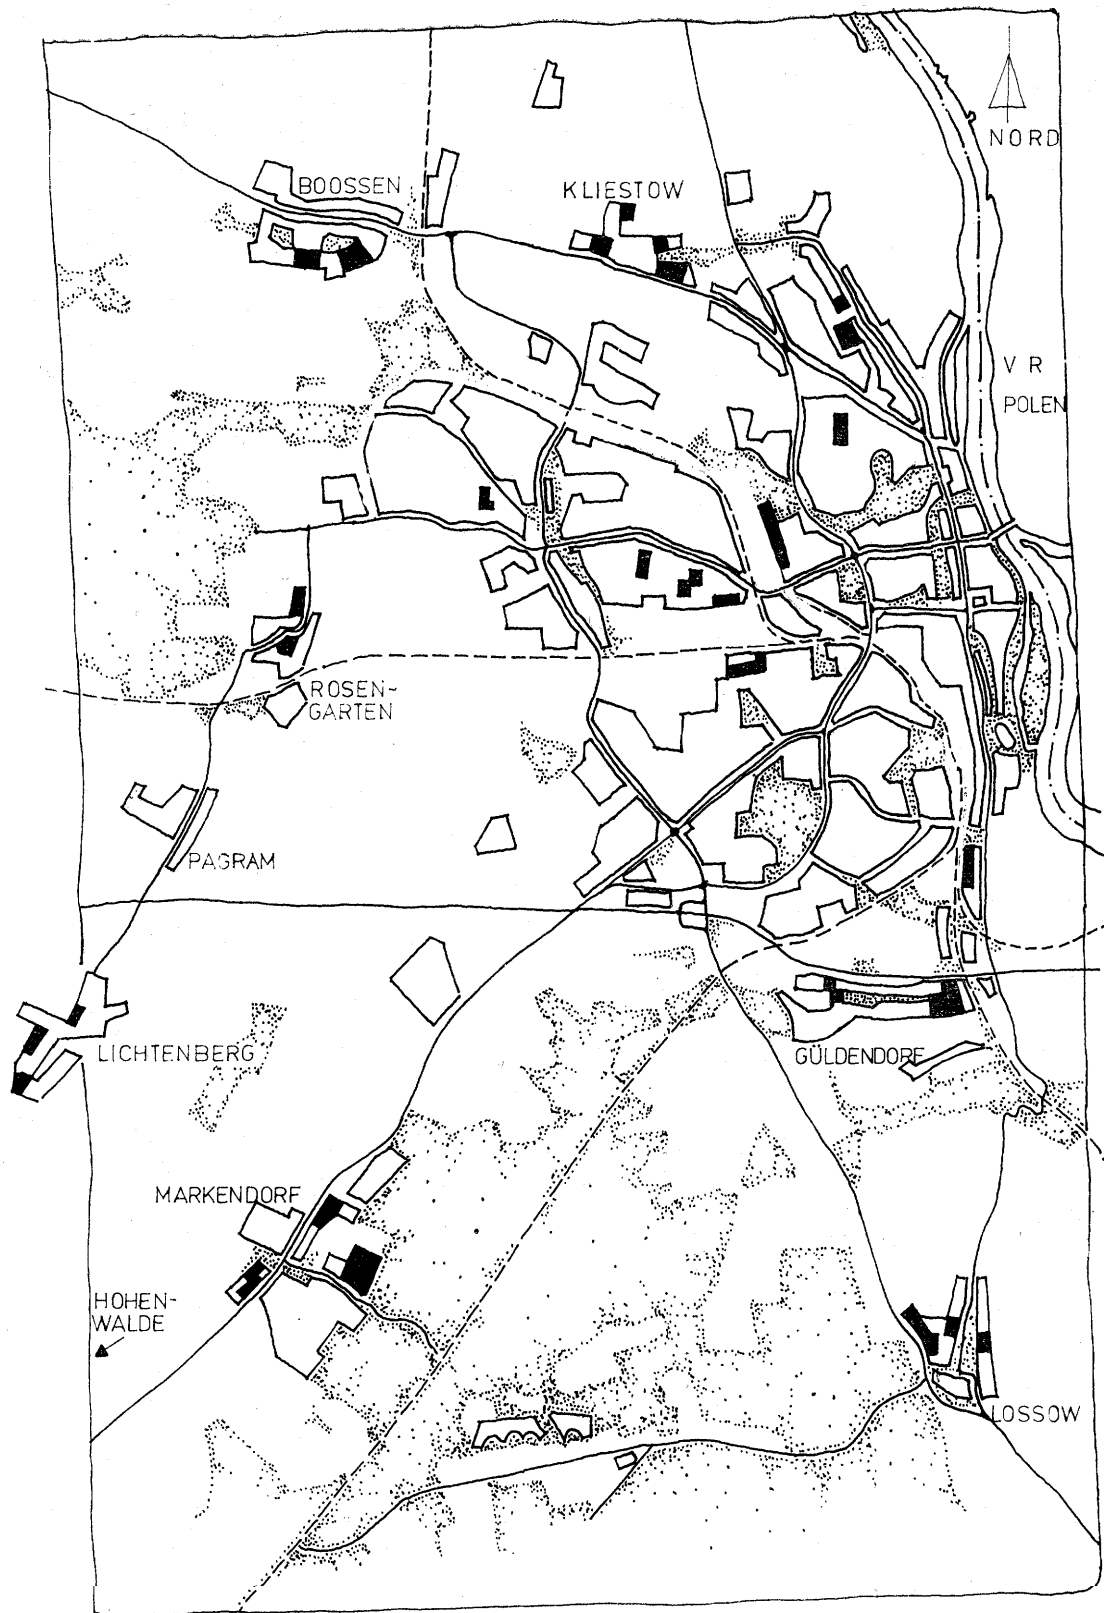 NORD
BOOSSEN
KLIESTOW
V R
POLEN
ROSEN-
GARTEN
PAGRAM
LICHTENBERG
GÜLDENDORF
MARKENDORF
HOHEN-
WALDE
LOSSOW